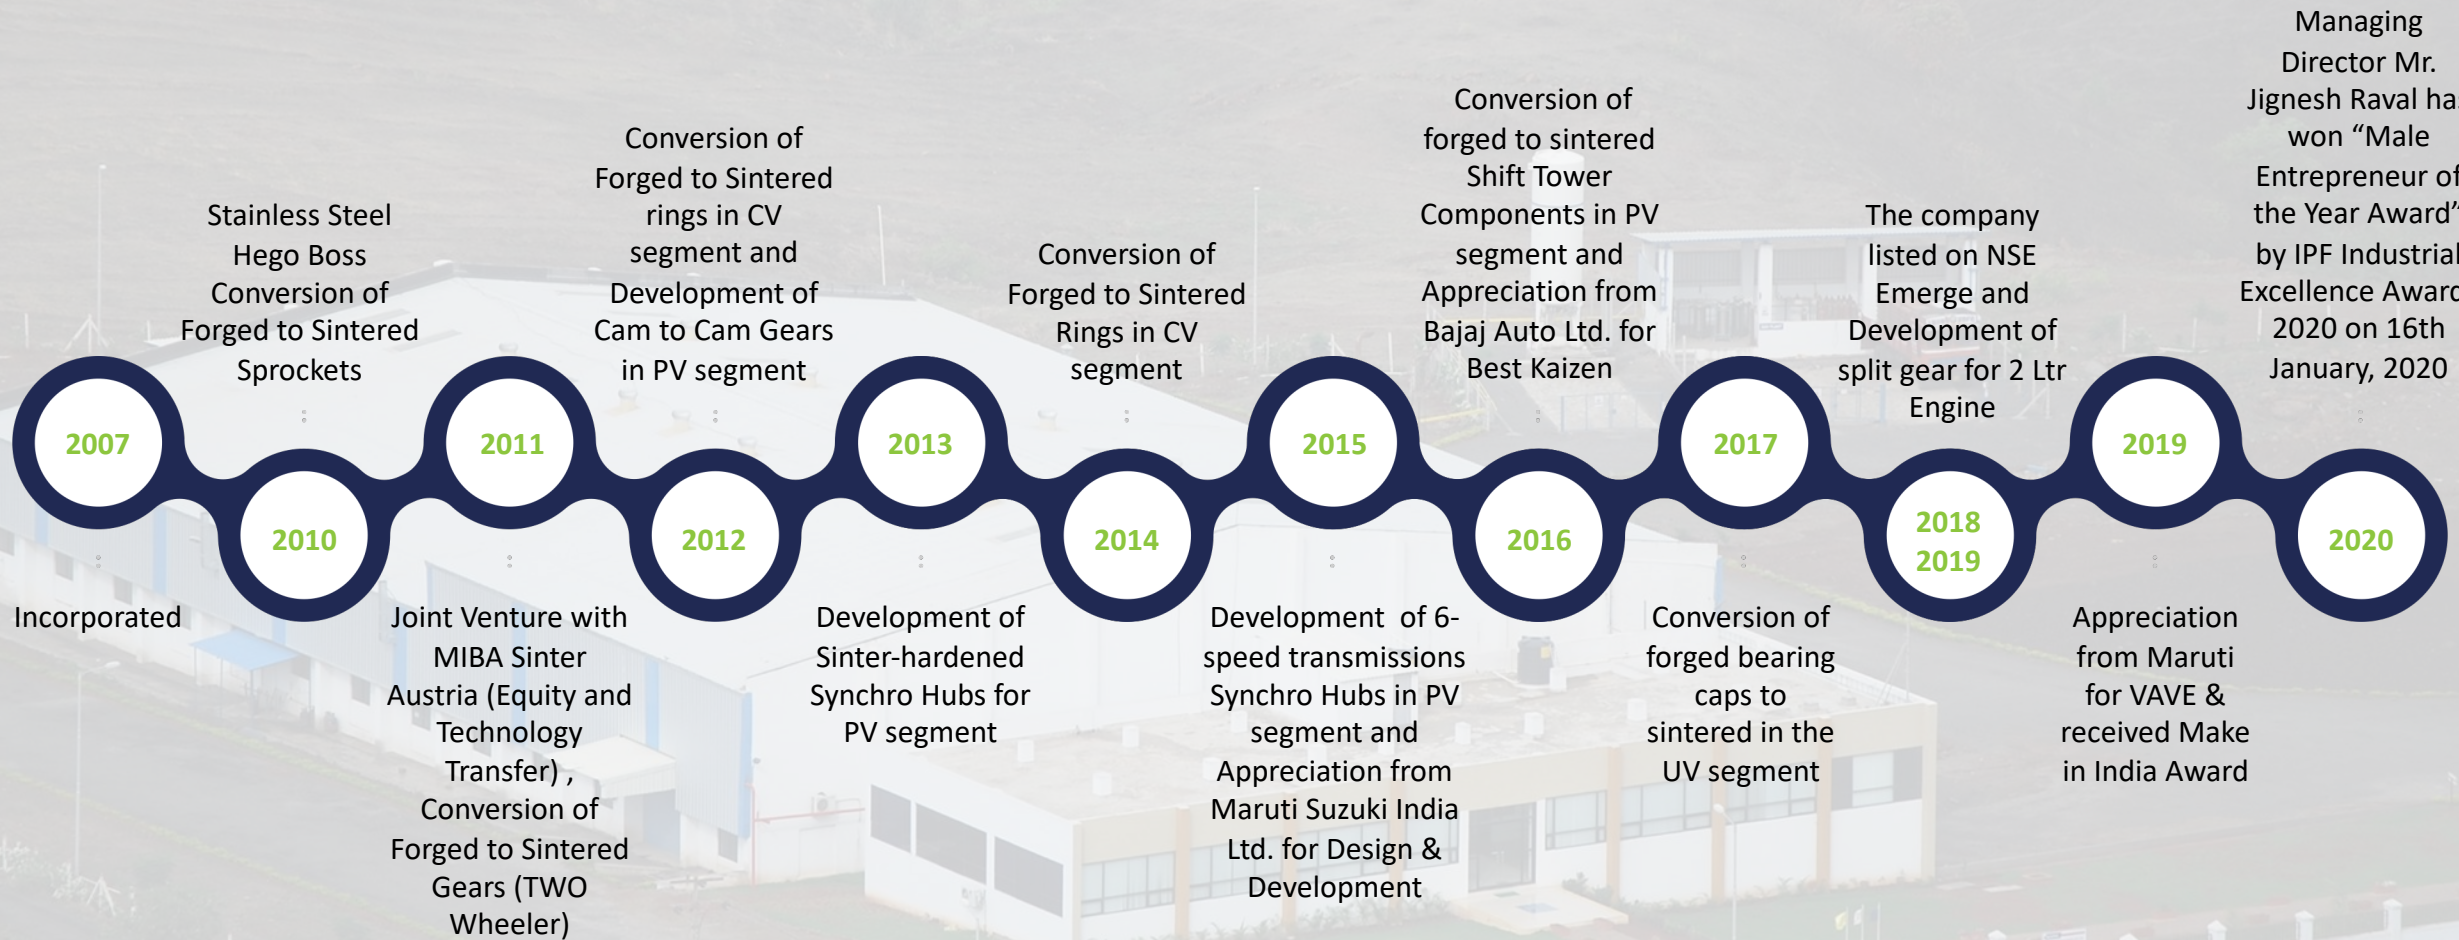 2007
Incorporated
Stainless Steel
Hego Boss
Conversion of
Forged to Sintered
Sprockets
2010
2011
Joint Venture with
MIBA Sinter
Austria (Equity and
Technology
Transfer) ,
Conversion of
Forged to Sintered
Gears (TWO
Wheeler)
Conversion of
Forged to Sintered
rings in CV
segment and
Development of
Cam to Cam Gears
in PV segment
2012
2013
Development of
Sinter-hardened
Synchro Hubs for
PV segment
Conversion of
Forged to Sintered
Rings in CV
segment
2014
2015
Development of 6-
speed transmissions
Synchro Hubs in PV
segment and
Appreciation from
Maruti Suzuki India
Ltd. for Design &
Development
Conversion of
forged to sintered
Shift Tower
Components in PV
segment and
Appreciation from
Bajaj Auto Ltd. for
Best Kaizen
2016
2017
Conversion of
forged bearing
caps to
sintered in the
UV segment
The company
listed on NSE
Emerge and
Development of
split gear for 2 Ltr
Engine
2018
2019
2019
Appreciation
from Maruti
for VAVE &
received Make
in India Award
Managing
Director Mr.
Jignesh Raval has
won “Male
Entrepreneur of
the Year Award”
by IPF Industrial
Excellence Award
2020 on 16th
January, 2020
2020